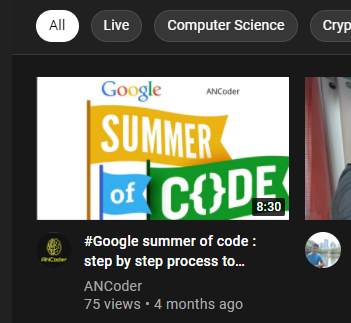 All Live Computer Science Cryp
Google ANCoder
SUMMER
of CODE
8:30
#Google summer of code :
ANCoder
step by step process to...
ANCoder
75 views • 4 months ago